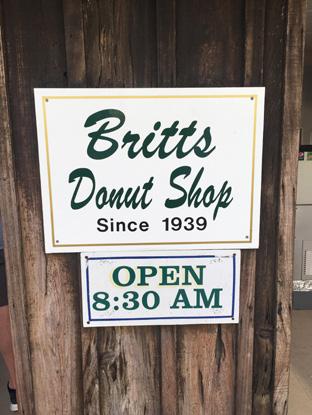 Britts
Donut Shop
Since 1939
OPEN
8:30 AM